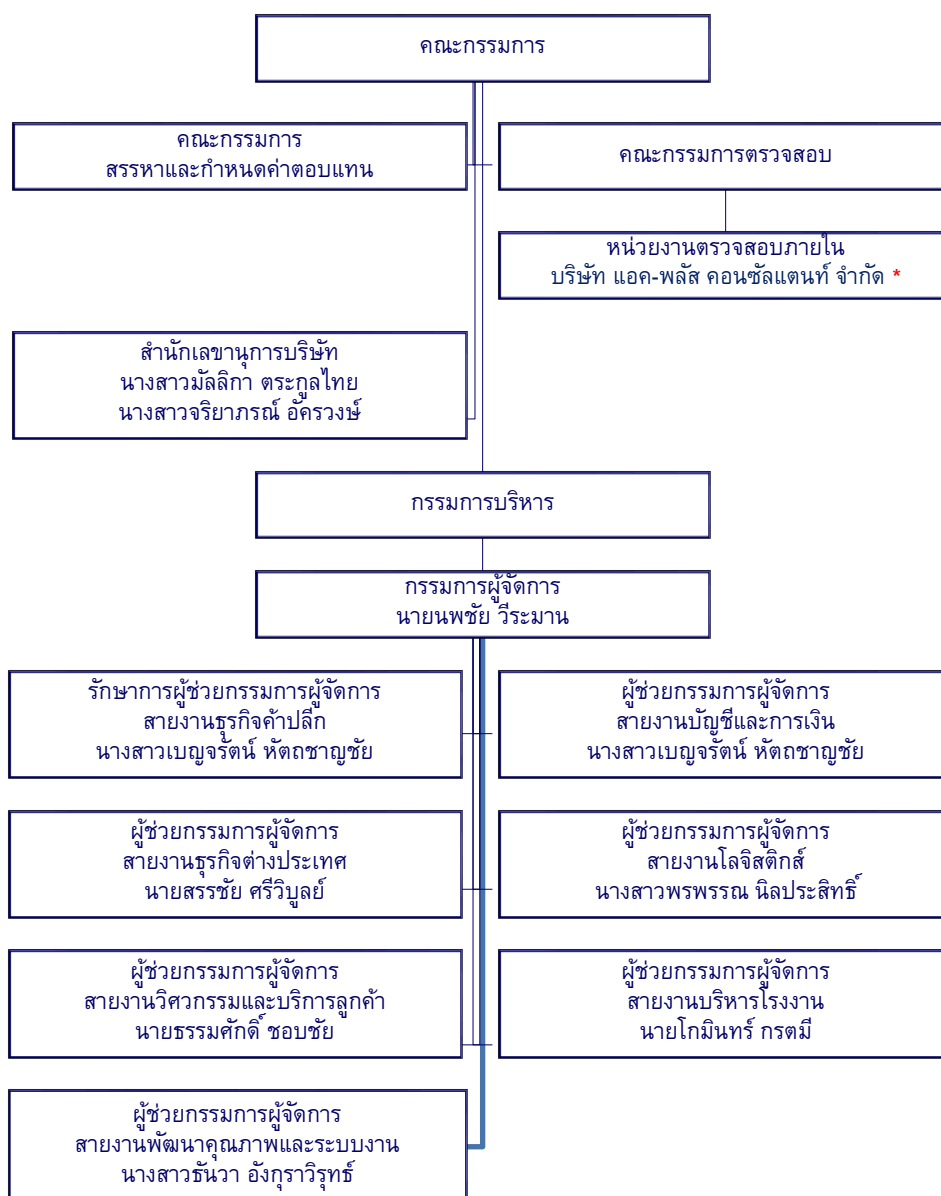 คณะกรรมการ
คณะกรรมการ
สรรหาและกำหนดค่าตอบแทน
คณะกรรมการตรวจสอบ
หน่วยงานตรวจสอบภายใน
บริษัท แอค-พลัส คอนซัลแตนท์ จำกัด *
สำนักเลขานุการบริษัท
นางสาวมัลลิกา ตระกูลไทย
นางสาวจริยาภรณ์ อัครวงษ์
กรรมการบริหาร
กรรมการผู้จัดการ
นายนพชัย วีระมาน
รักษาการผู้ช่วยกรรมการผู้จัดการ
สายงานธุรกิจค้าปลีก
นางสาวเบญจรัตน์ หัตถชาญชัย
ผู้ช่วยกรรมการผู้จัดการ
สายงานบัญชีและการเงิน
นางสาวเบญจรัตน์ หัตถชาญชัย
ผู้ช่วยกรรมการผู้จัดการ
สายงานธุรกิจต่างประเทศ
นายสรรชัย ศรีวิบูลย์
ผู้ช่วยกรรมการผู้จัดการ
สายงานโลจิสติกส์
นางสาวพรพรรณ นิลประสิทธิ์
ผู้ช่วยกรรมการผู้จัดการ
สายงานวิศวกรรมและบริการลูกค้า
นายธรรมศักดิ์ ชอบชัย
ผู้ช่วยกรรมการผู้จัดการ
สายงานบริหารโรงงาน
นายโกมินทร์ กรตมี
ผู้ช่วยกรรมการผู้จัดการ
สายงานพัฒนาคุณภาพและระบบงาน
นางสาวธันวา อังกุราวิรุทธ์